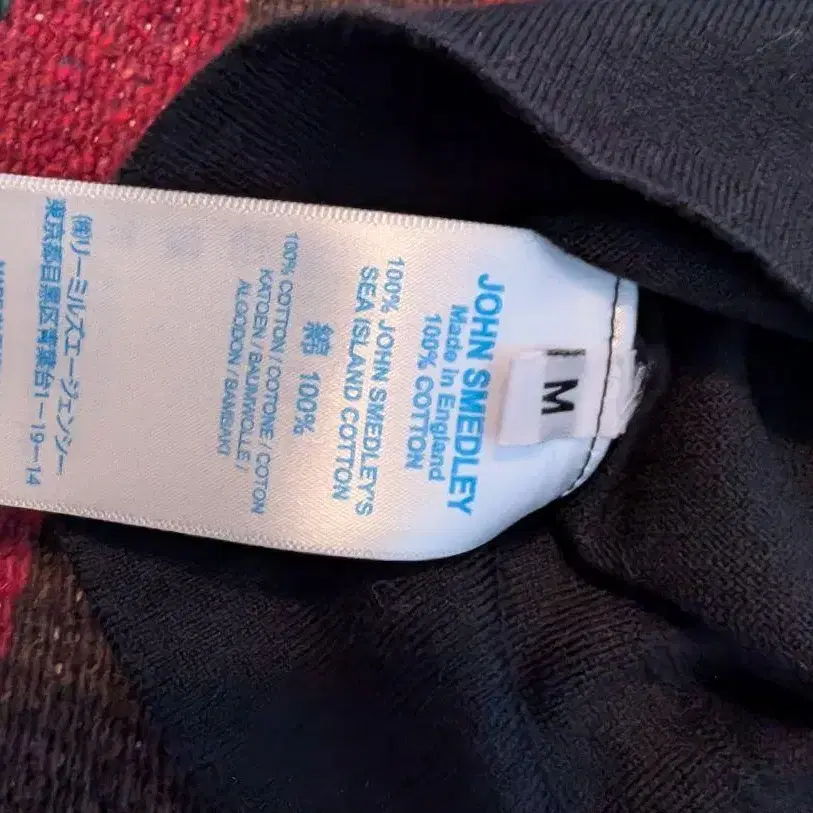 M
JOHN SMEDLEY
Made in England
100% COTTON
100% JOHN SMEDLEY'S
SEA ISLAND COTTON
綿 100%
100% COTTON / COTONE / COTON
KATOEN / BAUMWOLLE /
ALGODON / BAMBAKI
㈱リーミルズエージェンシー
東京都目黒区青葉台1-19-14